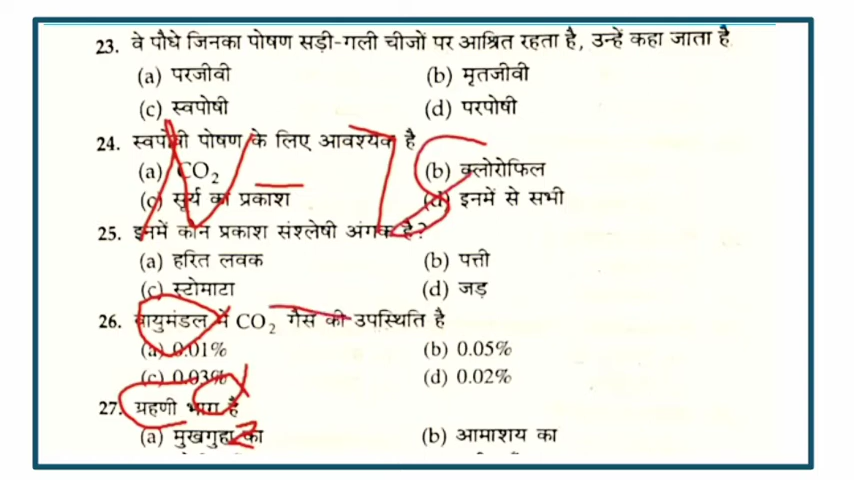 23. वे पौधे जिनका पोषण सड़ी-गली चीजों पर आश्रित रहता है, उन्हें कहा जाता है
(a) परजीवी (b) मृतजीवी
(c) स्वपोषी (d) परपोषी
24. स्वपोषी पोषण के लिए आवश्यक है
(a) CO2 (b) क्लोरोफिल
(c) सूर्य का प्रकाश (d) इनमें से सभी
25. इनमें कौन प्रकाश संश्लेषी अंगक है?
(a) हरित लवक (b) पत्ती
(c) स्टोमाटा (d) जड़
26. वायुमंडल में CO2 गैस की उपस्थिति है
(a) 0.01% (b) 0.05%
(c) 0.03% (d) 0.02%
27. ग्रहणी भाग है
(a) मुखगुहा का (b) आमाशय का